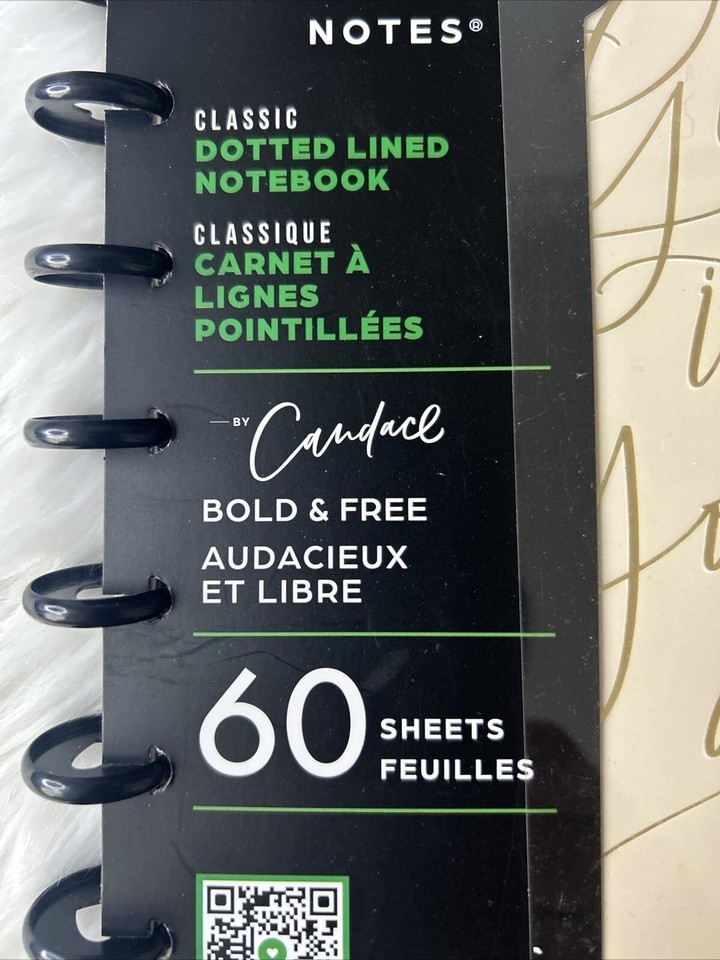 NOTES®
CLASSIC
DOTTED LINED
NOTEBOOK
CLASSIQUE
CARNET À
LIGNES
POINTILLÉES
BY Candace
BOLD & FREE
AUDACIEUX
ET LIBRE
60 SHEETS
FEUILLES